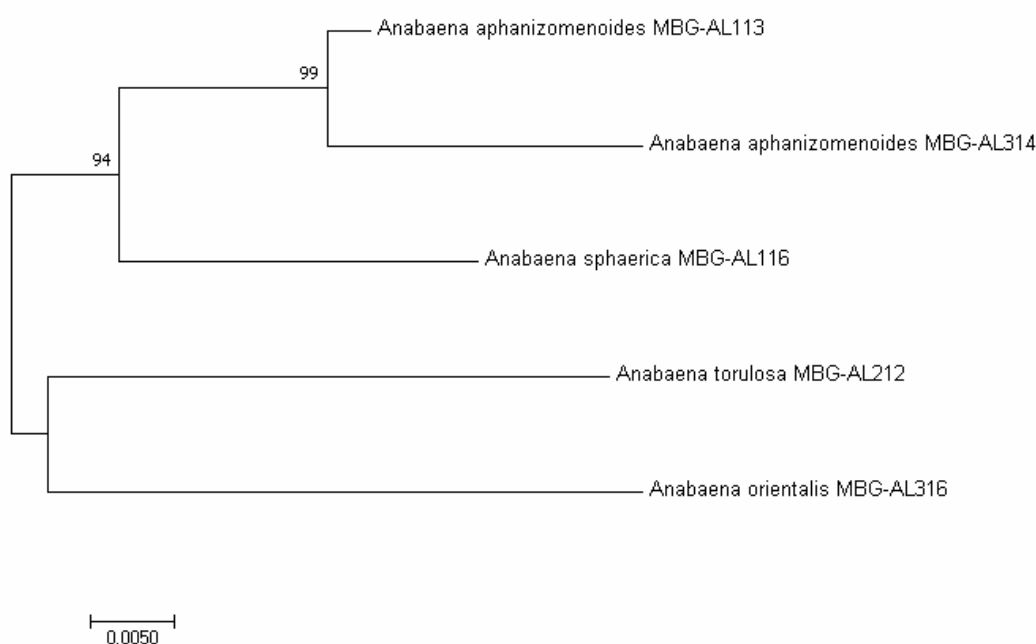 Anabaena aphanizomenoides MBG-AL113
99
Anabaena aphanizomenoides MBG-AL314
94
Anabaena sphaerica MBG-AL116
Anabaena torulosa MBG-AL212
Anabaena orientalis MBG-AL316
0.0050